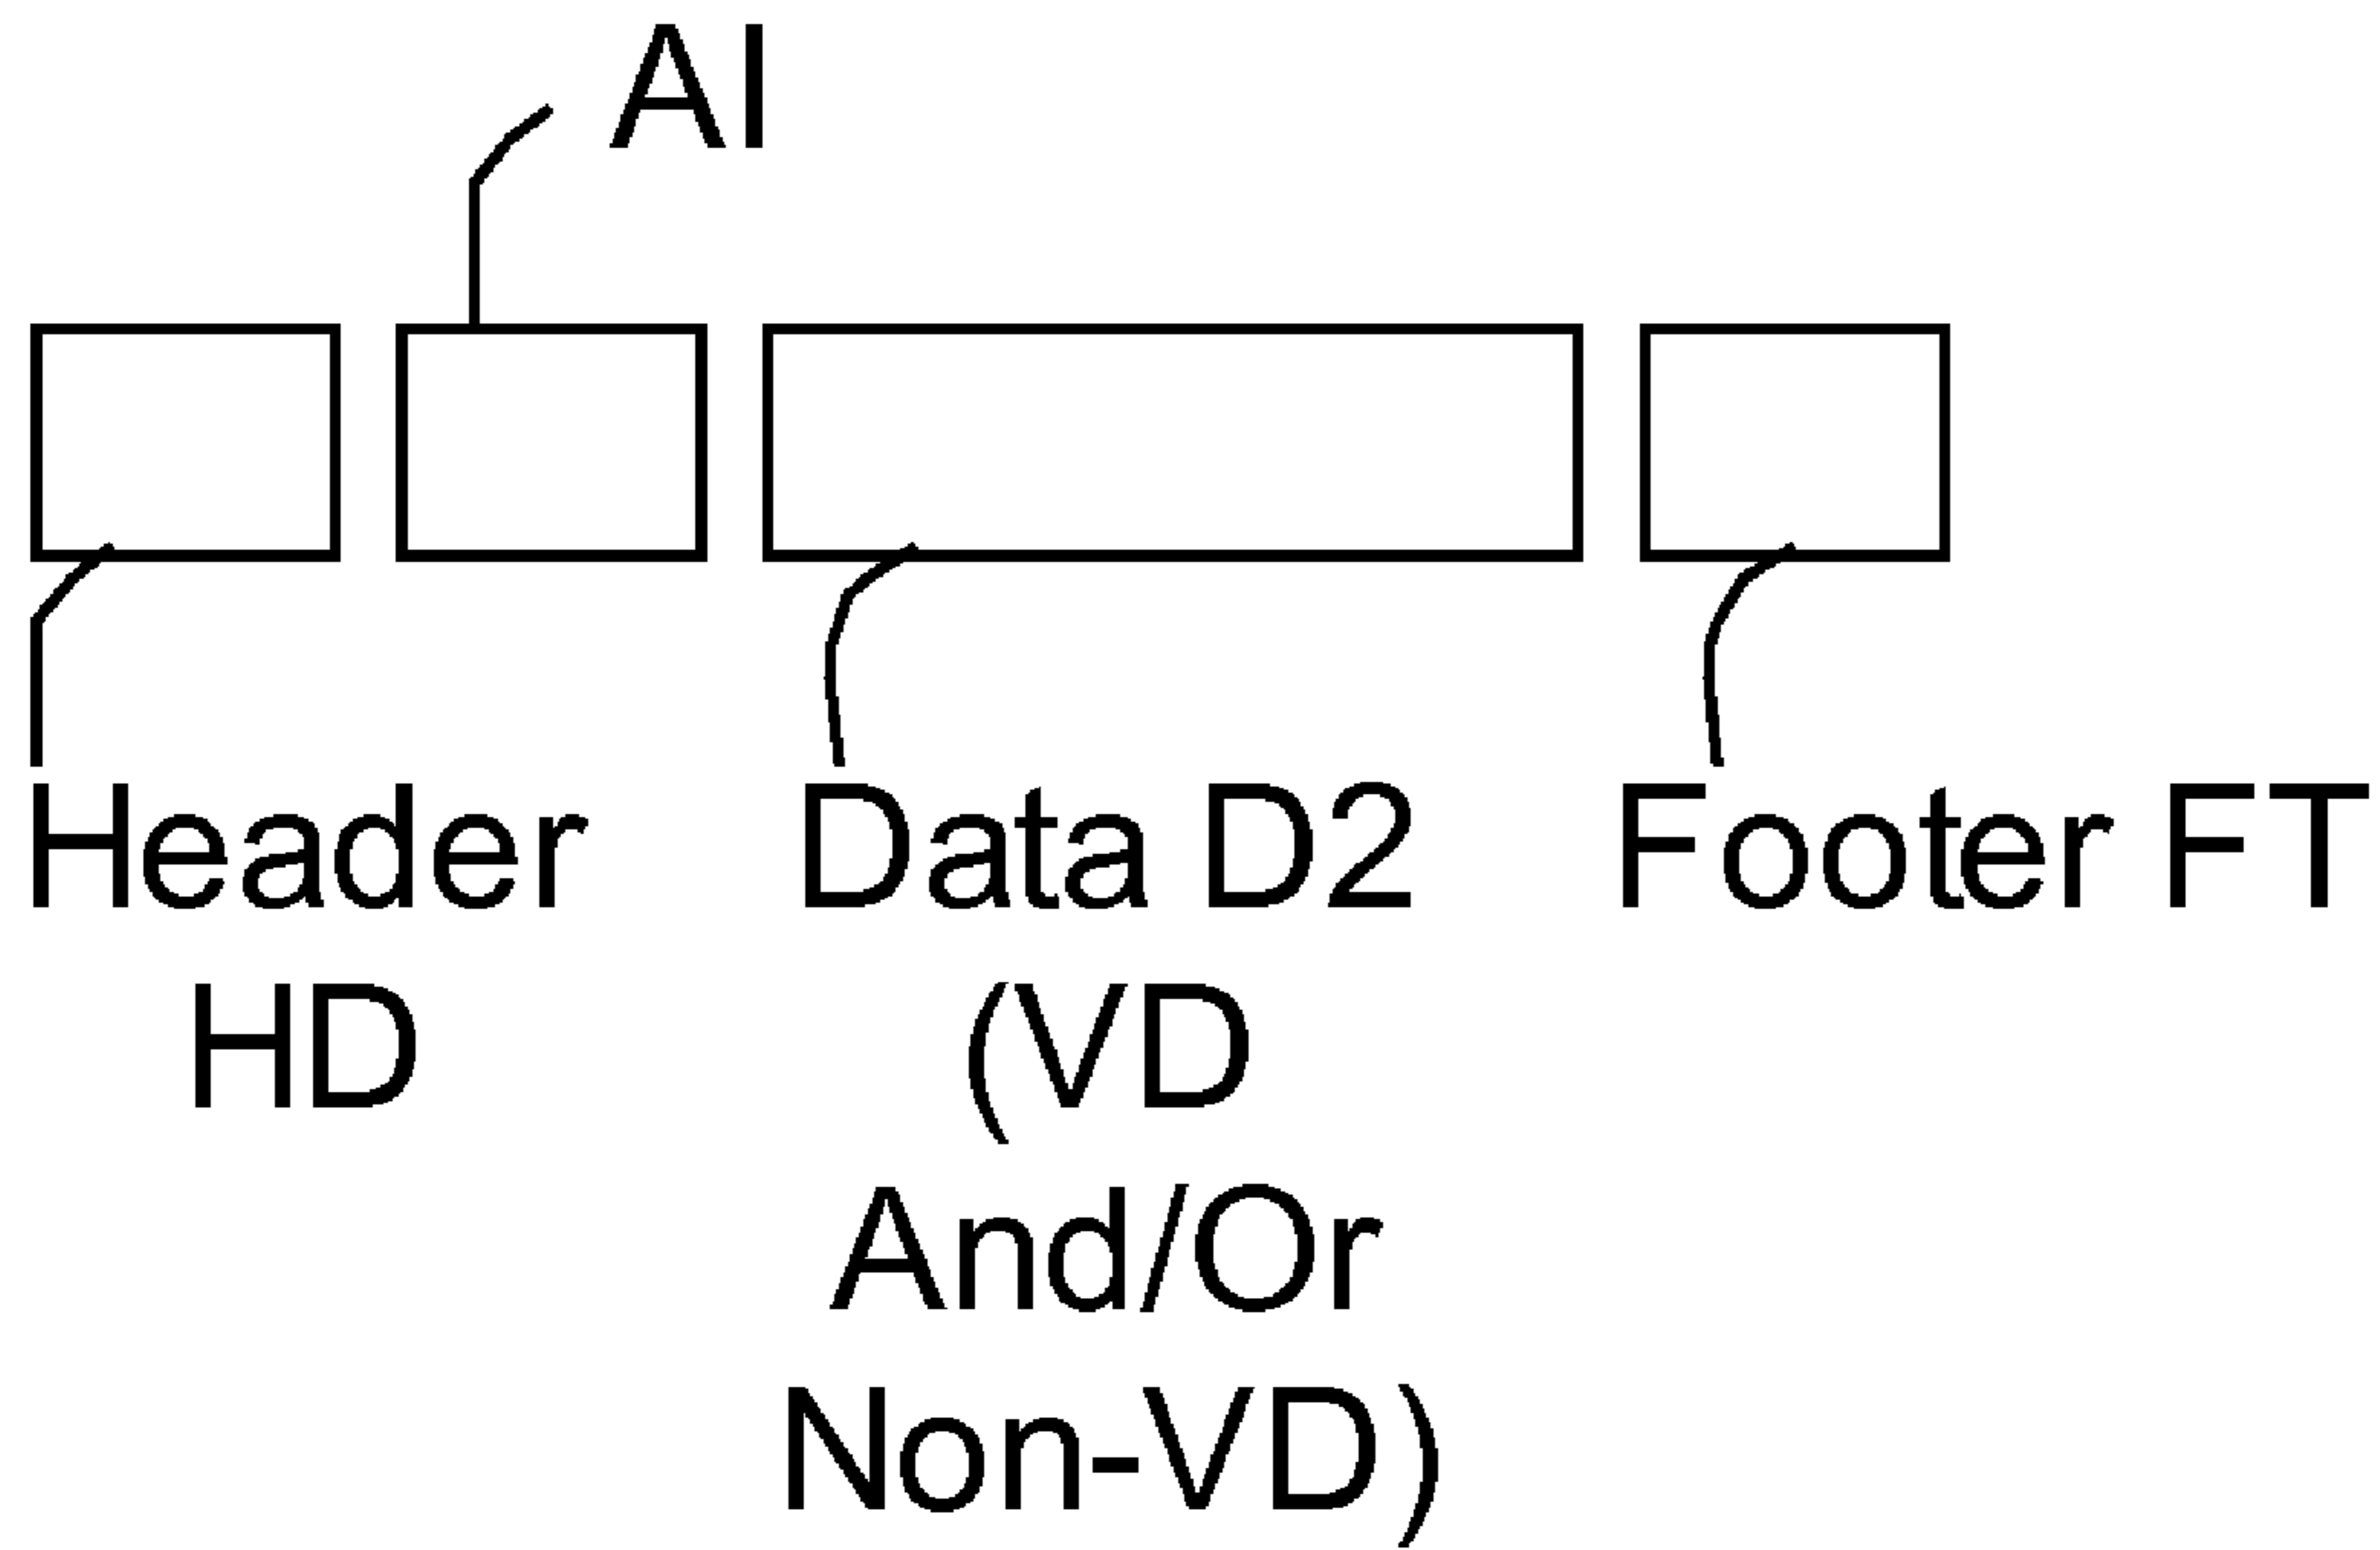 AI
Header
HD
Data D2
(VD
And/Or
Non-VD)
Footer FT